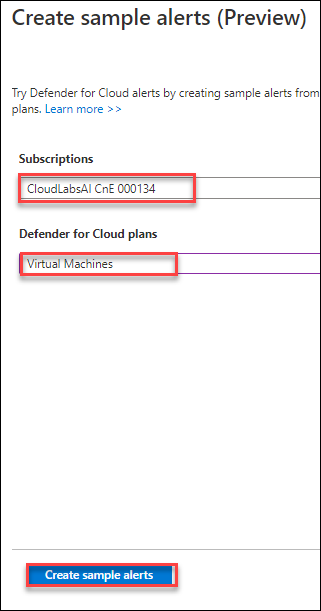 Create sample alerts (Preview)
Try Defender for Cloud alerts by creating sample alerts from
plans. Learn more >>
Subscriptions
CloudLabsAI CnE 000134
Defender for Cloud plans
Virtual Machines
Create sample alerts